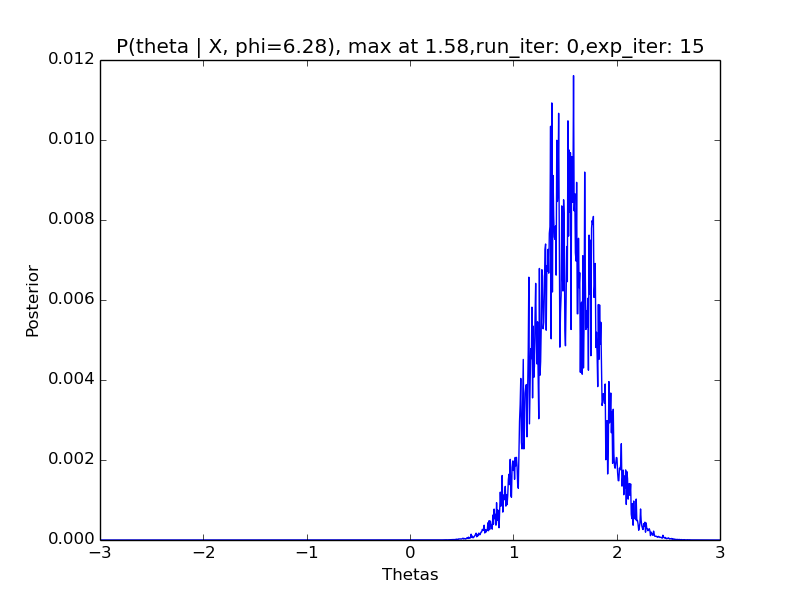 P(theta | X, phi=6.28), max at 1.58,run_iter: 0,exp_iter: 15
0.012
0.010
0.008
0.006
0.004
0.002
0.000
Posterior
−3 −2 −1 0 1 2 3
Thetas